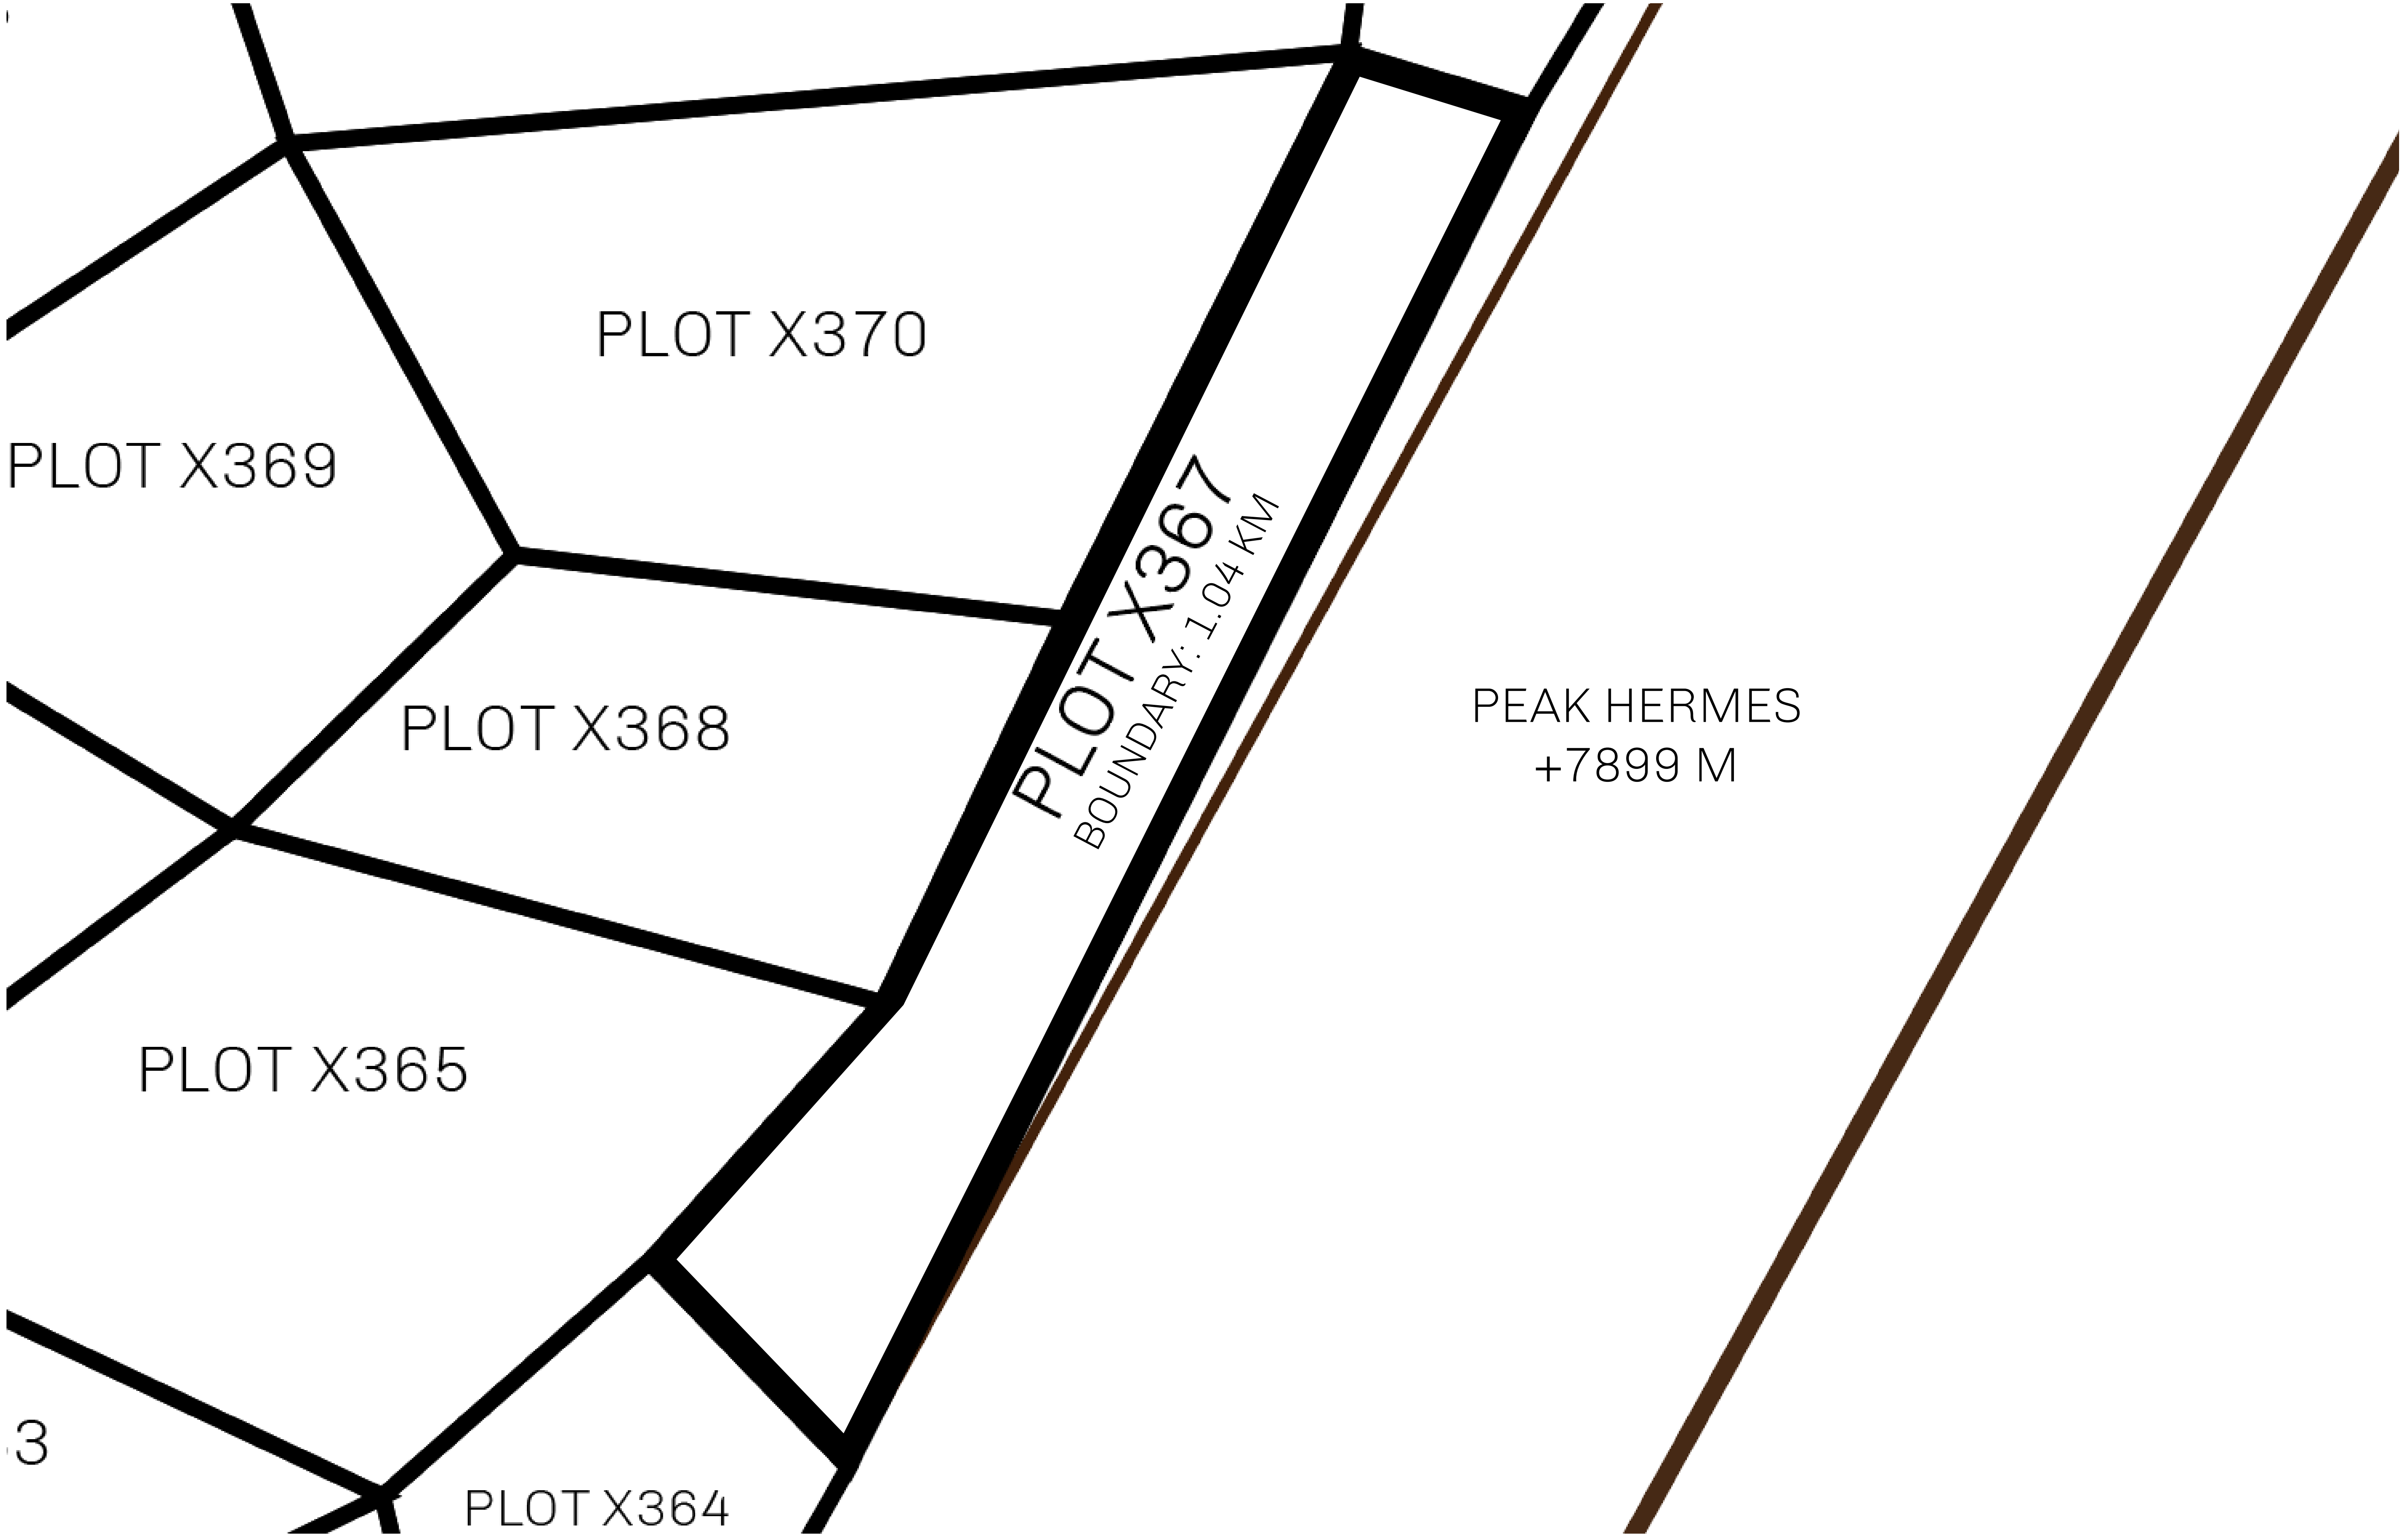 PLOT X370
PLOT X369
PLOT X367
BOUNDARY: 1.04 KM
PLOT X368
PEAK HERMES
+7899 M
PLOT X365
3
PLOT X364